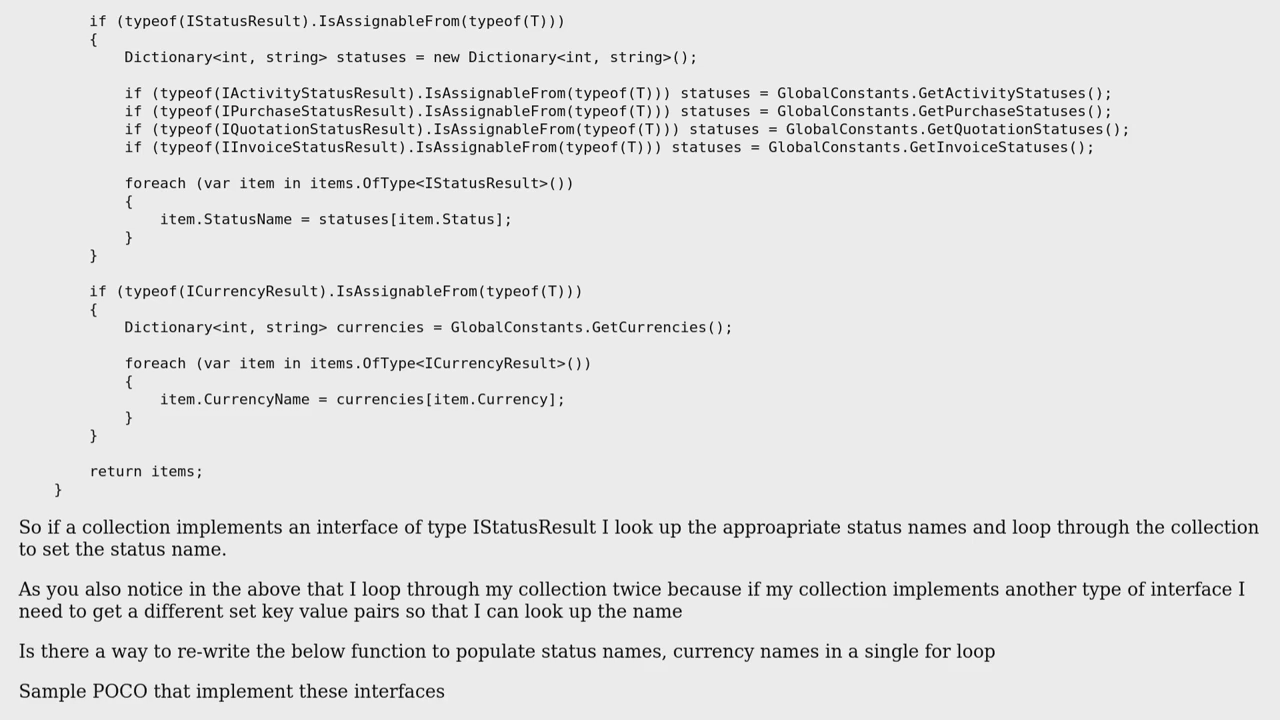 if (typeof(IStatusResult).IsAssignableFrom(typeof(T)))
{
Dictionary<int, string> statuses = new Dictionary<int, string>();
if (typeof(IActivityStatusResult).IsAssignableFrom(typeof(T))) statuses = GlobalConstants.GetActivityStatuses();
if (typeof(IPurchaseStatusResult).IsAssignableFrom(typeof(T))) statuses = GlobalConstants.GetPurchaseStatuses();
if (typeof(IQuotationStatusResult).IsAssignableFrom(typeof(T))) statuses = GlobalConstants.GetQuotationStatuses();
if (typeof(IInvoiceStatusResult).IsAssignableFrom(typeof(T))) statuses = GlobalConstants.GetInvoiceStatuses();
foreach (var item in items.OfType<IStatusResult>())
{
item.StatusName = statuses[item.Status];
}
}
if (typeof(ICurrencyResult).IsAssignableFrom(typeof(T)))
{
Dictionary<int, string> currencies = GlobalConstants.GetCurrencies();
foreach (var item in items.OfType<ICurrencyResult>())
{
item.CurrencyName = currencies[item.Currency];
}
}
return items;
}
So if a collection implements an interface of type IStatusResult I look up the approapriate status names and loop through the collection
to set the status name.
As you also notice in the above that I loop through my collection twice because if my collection implements another type of interface I
need to get a different set key value pairs so that I can look up the name
Is there a way to re-write the below function to populate status names, currency names in a single for loop
Sample POCO that implement these interfaces